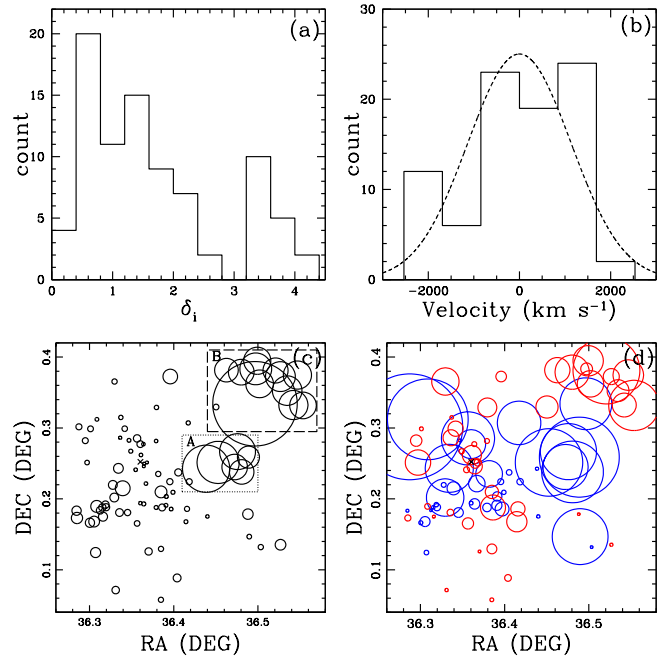 (a)
count
0
5
10
15
20
0
1
2
3
4
δi
(b)
count
0
10
20
30
-2000
0
2000
Velocity (km s⁻¹)
(c)
B
A
DEC (DEG)
0.1
0.2
0.3
0.4
36.3
36.4
36.5
RA (DEG)
(d)
DEC (DEG)
0.1
0.2
0.3
0.4
36.3
36.4
36.5
RA (DEG)